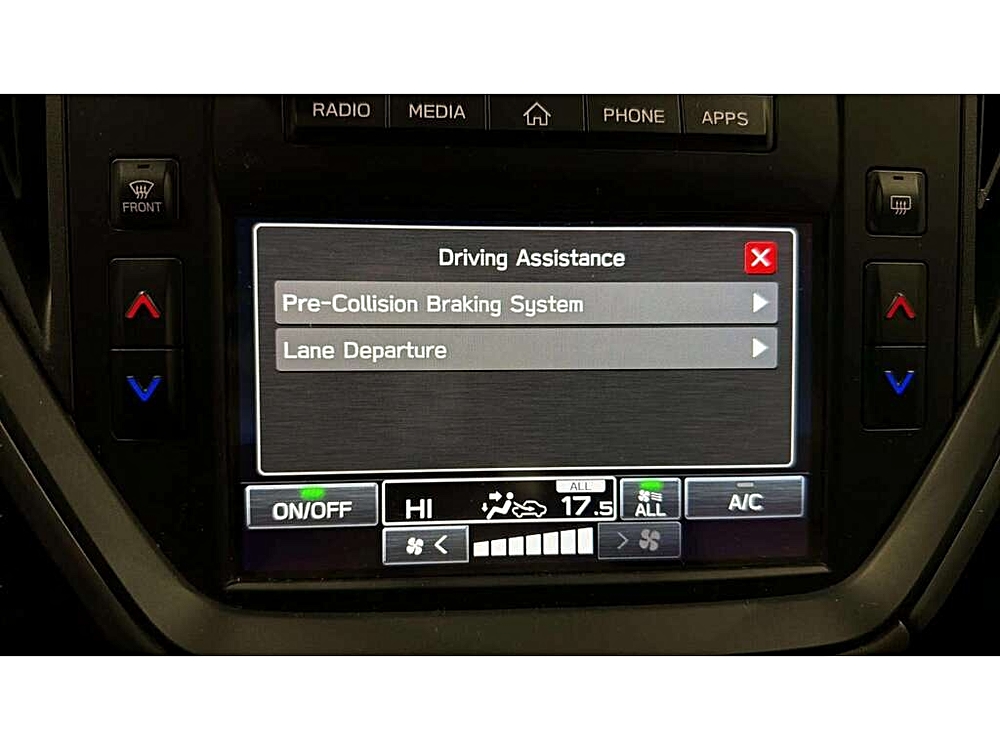 RADIO MEDIA PHONE APPS
FRONT
Driving Assistance
Pre-Collision Braking System
Lane Departure
ON/OFF HI ALL 17.5 ALL A/C